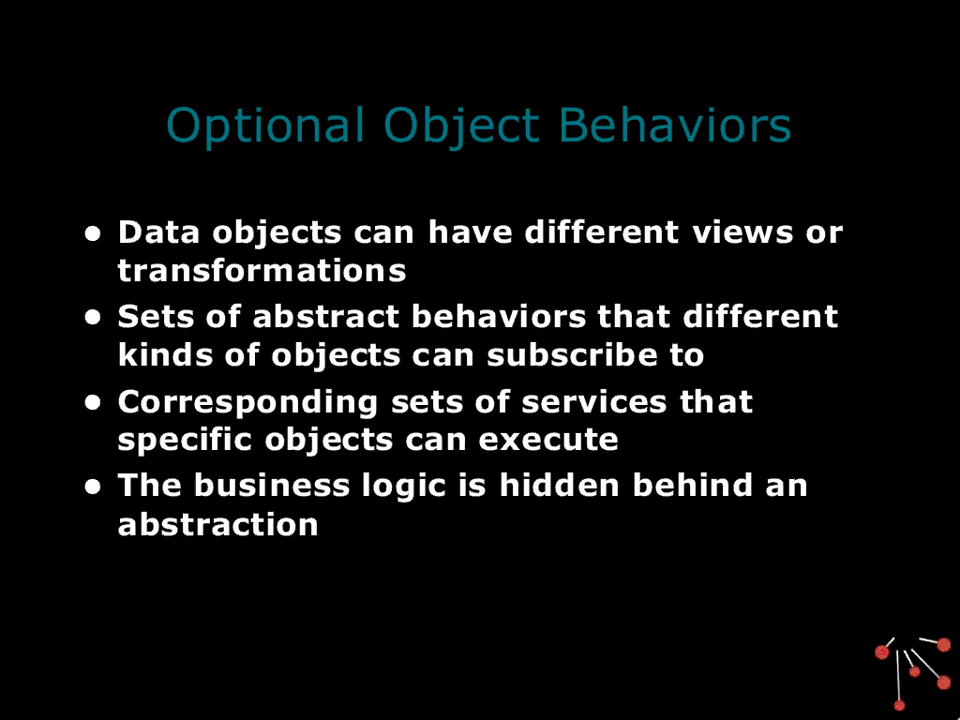 Optional Object Behaviors
• Data objects can have different views or
transformations
• Sets of abstract behaviors that different
kinds of objects can subscribe to
• Corresponding sets of services that
specific objects can execute
• The business logic is hidden behind an
abstraction